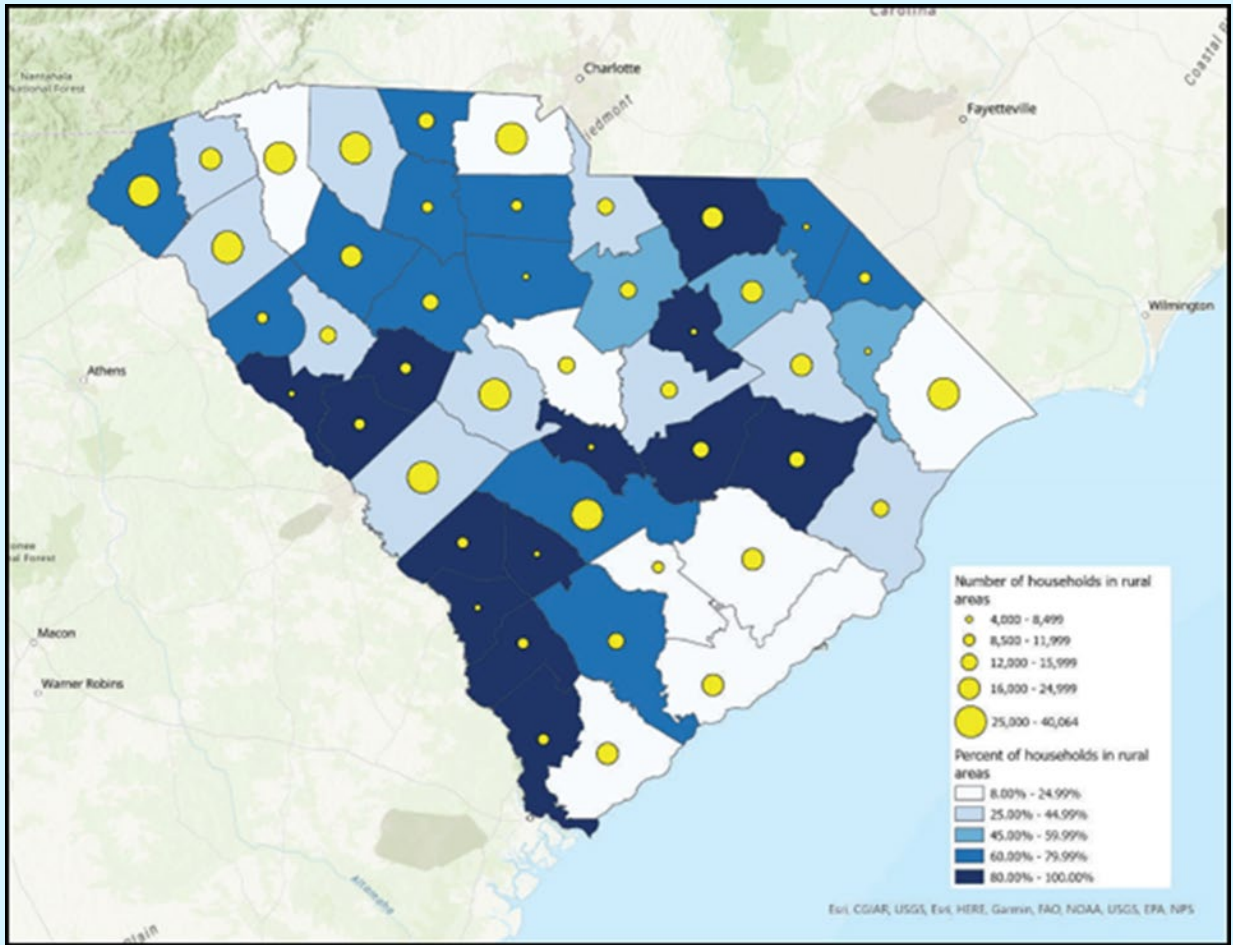 Carolina
Coastal
Nantahala
National Forest
Charlotte
Piedmont
Fayetteville
Wilmington
Athens
Macon
Warner Robins
Altamaha
Plain
Number of households in rural
areas
4,000 - 8,499
8,500 - 11,999
12,000 - 15,999
16,000 - 24,999
25,000 - 40,064
Percent of households in rural
areas
8.00% - 24.99%
25.00% - 44.99%
45.00% - 59.99%
60.00% - 79.99%
80.00% - 100.00%
Esri, CGIAR, USGS, Esri, HERE, Garmin, FAO, NOAA, USGS, EPA, NPS